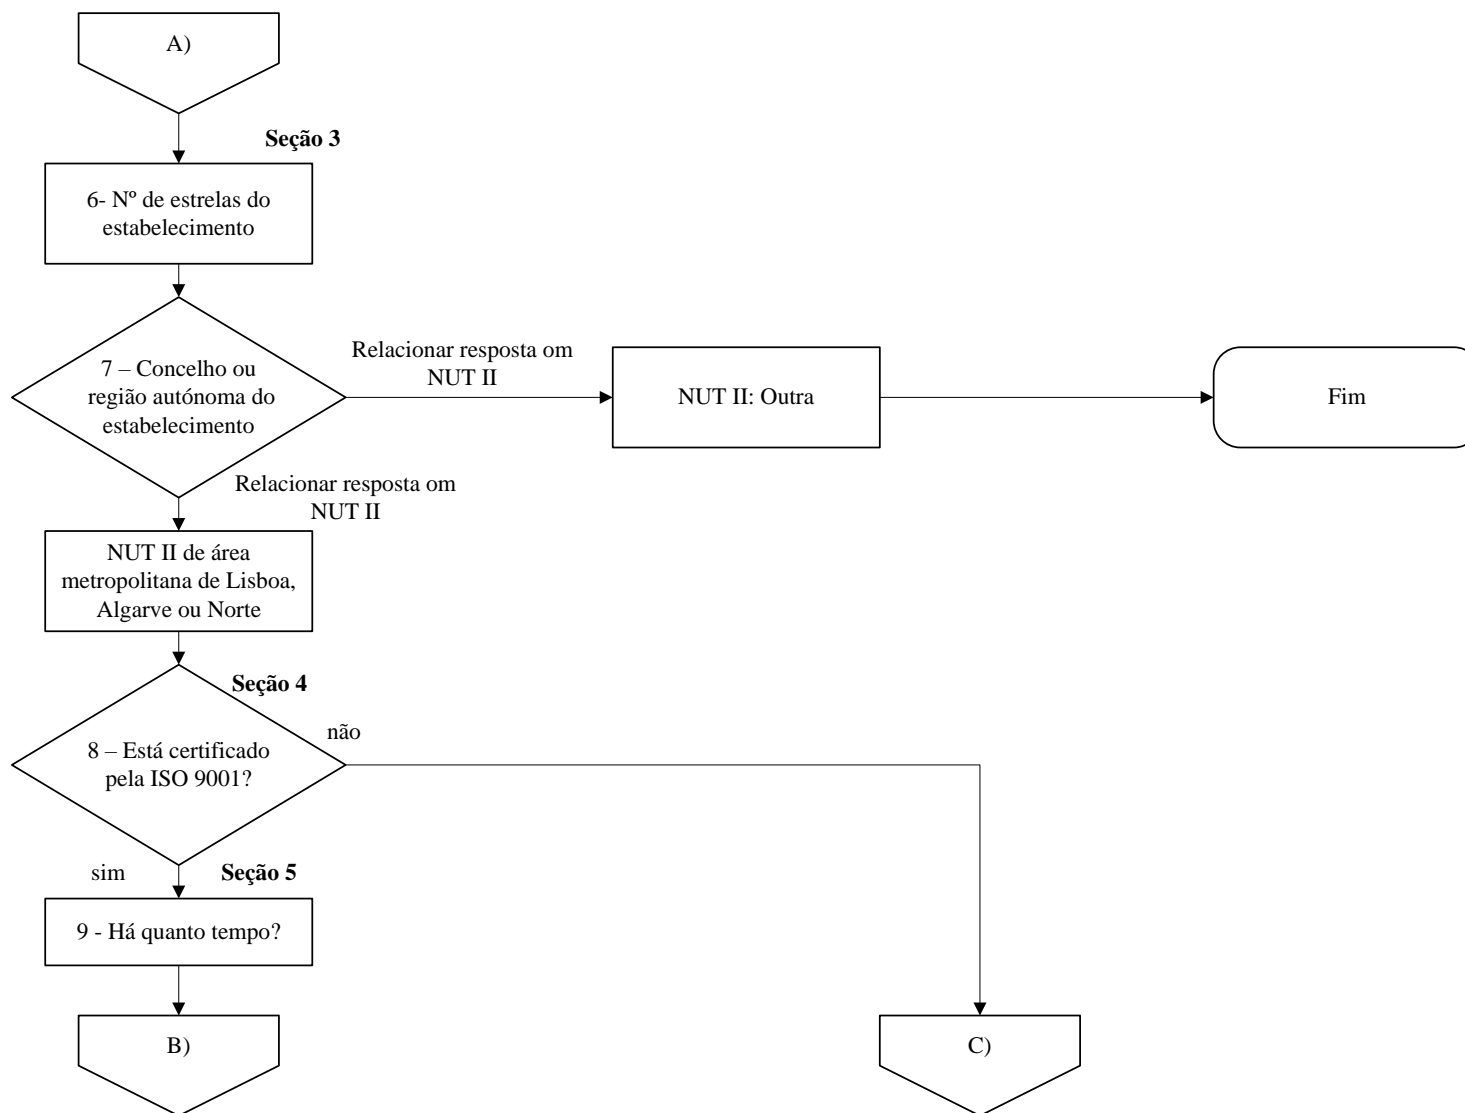 A)
Seção 3
6- Nº de estrelas do
estabelecimento
7 – Concelho ou
região autónoma do
estabelecimento
Relacionar resposta om
NUT II
NUT II: Outra
Fim
Relacionar resposta om
NUT II
NUT II de área
metropolitana de Lisboa,
Algarve ou Norte
Seção 4
8 – Está certificado
pela ISO 9001?
não
sim
Seção 5
9 - Há quanto tempo?
B)
C)